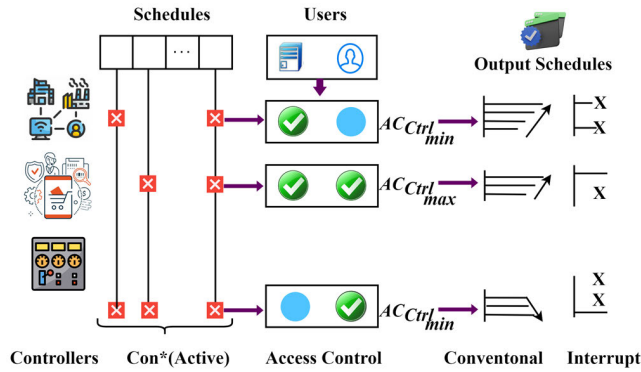 Schedules
Users
...
Output Schedules
AC Ctrl min
X
X
AC Ctrl max
X
X
X
AC Ctrl min
Controllers
Con*(Active)
Access Control
Conventonal
Interrupt